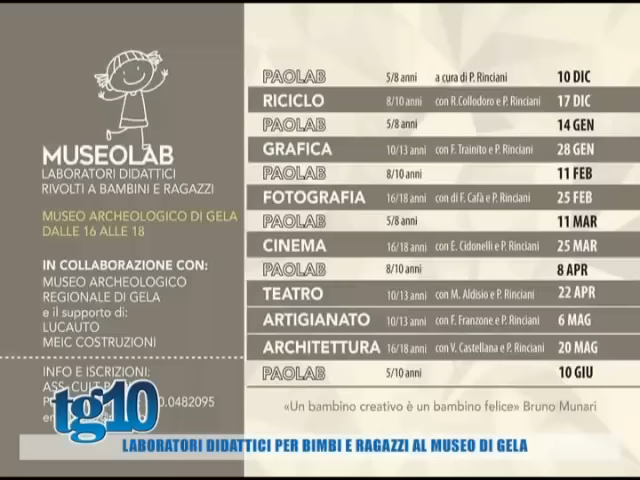 MUSEOLAB
LABORATORI DIDATTICI
RIVOLTI A BAMBINI E RAGAZZI
MUSEO ARCHEOLOGICO DI GELA
DALLE 16 ALLE 18
IN COLLABORAZIONE CON:
MUSEO ARCHEOLOGICO
REGIONALE DI GELA
e il supporto di:
LUCAUTO
MEIC COSTRUZIONI
INFO E ISCRIZIONI:
ASS. CULT.
0.0482095
PAOLAB 5/8 anni a cura di P. Rinciani 10 DIC
RICICLO 8/10 anni con R.Collodoro e P. Rinciani 17 DIC
PAOLAB 5/8 anni 14 GEN
GRAFICA 10/13 anni con F. Trainito e P. Rinciani 28 GEN
PAOLAB 8/10 anni 11 FEB
FOTOGRAFIA 16/18 anni con di F. Cafà e P. Rinciani 25 FEB
PAOLAB 5/8 anni 11 MAR
CINEMA 16/18 anni con E. Cidonelli e P. Rinciani 25 MAR
PAOLAB 8/10 anni 8 APR
TEATRO 10/13 anni con M. Aldisio e P. Rinciani 22 APR
ARTIGIANATO 10/13 anni con F. Franzone e P. Rinciani 6 MAG
ARCHITETTURA 16/18 anni con V. Castellana e P. Rinciani 20 MAG
PAOLAB 5/10 anni 10 GIU
«Un bambino creativo è un bambino felice» Bruno Munari
tg10
LABORATORI DIDATTICI PER BIMBI E RAGAZZI AL MUSEO DI GELA